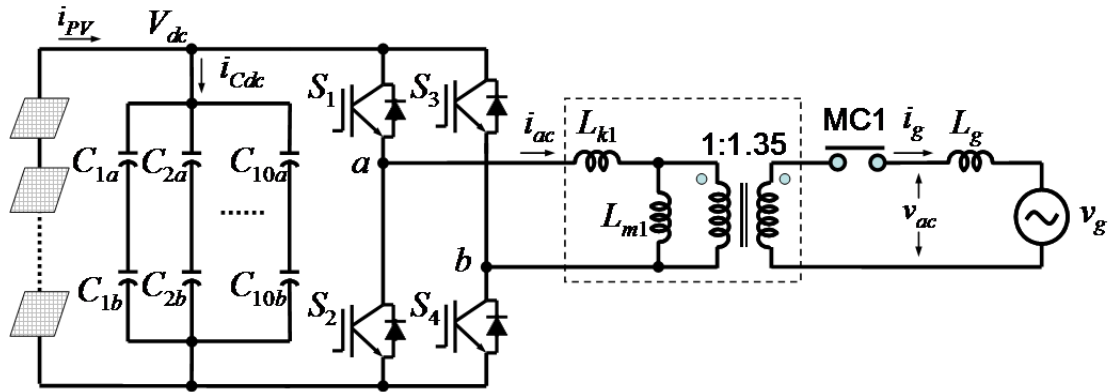 i_PV
V_dc
i_Cdc
S_1
S_3
i_ac
L_k1
1:1.35
MC1
i_g
L_g
C_1a
C_2a
C_10a
a
L_m1
v_ac
v_g
b
C_1b
C_2b
C_10b
S_2
S_4